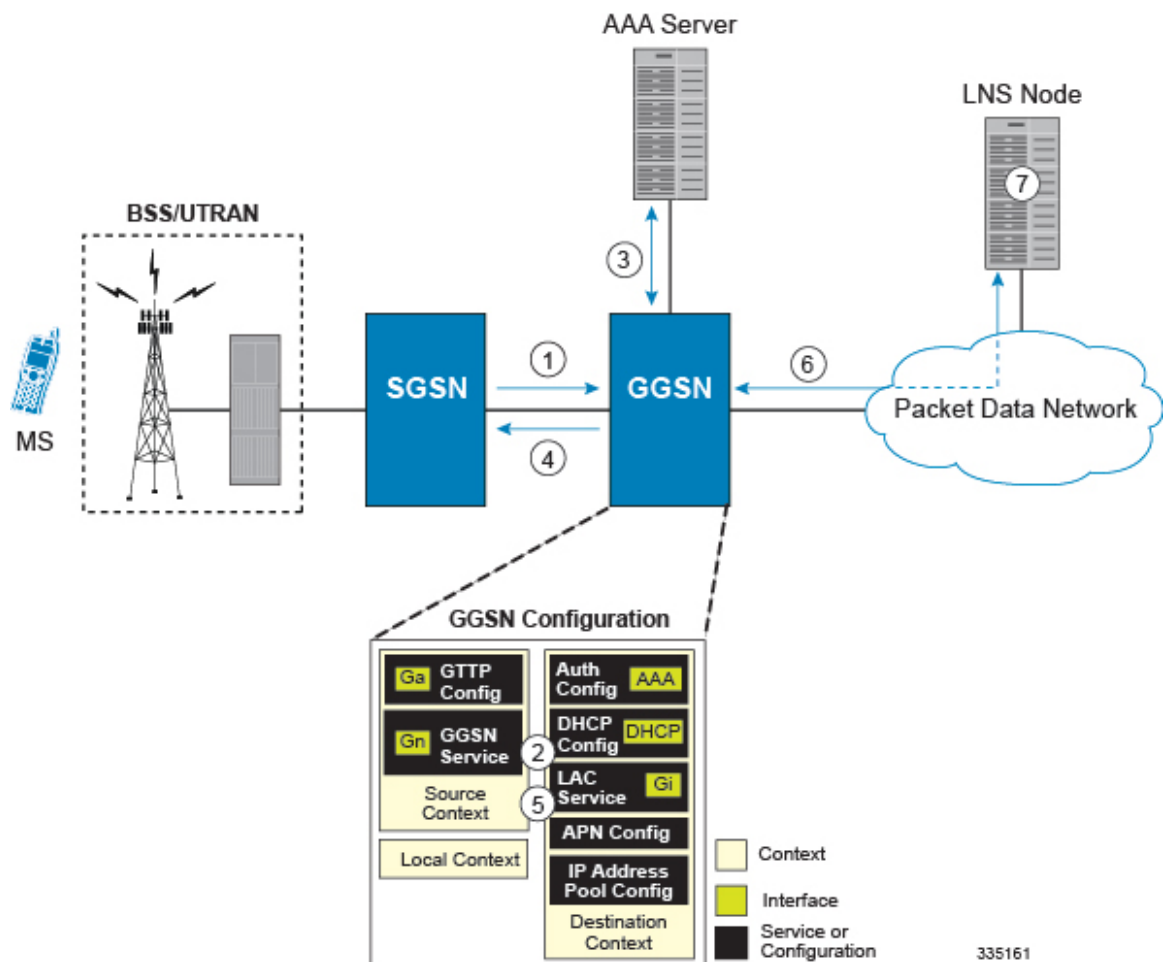 AAA Server
LNS Node
7
BSS/UTRAN
3
MS
SGSN
1
4
GGSN
6
Packet Data Network
GGSN Configuration
Ga
GTTP
Config
Gn
GGSN
Service
Source
Context
Local Context
2
5
Auth
Config
AAA
DHCP
Config
DHCP
LAC
Service
Gi
APN Config
IP Address
Pool Config
Destination
Context
Context
Interface
Service or
Configuration
335161